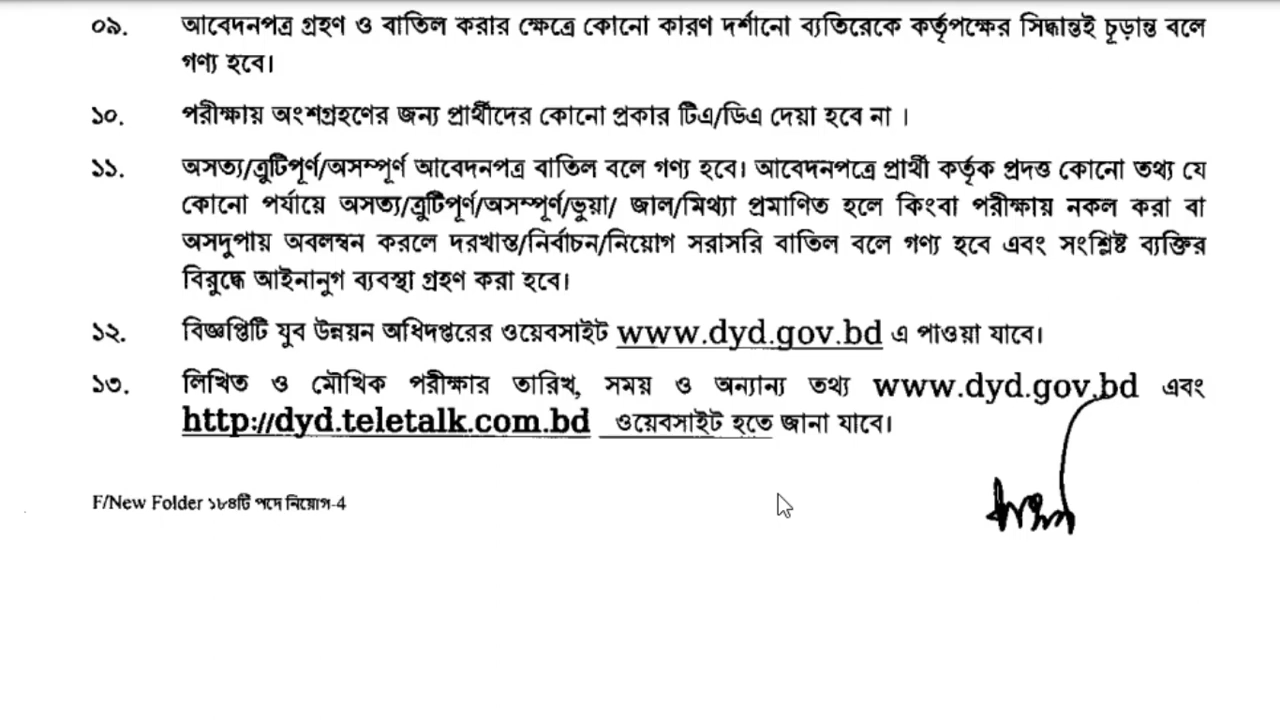 ০৯. আবেদনপত্র গ্রহণ ও বাতিল করার ক্ষেত্রে কোনো কারণ দর্শানো ব্যতিরেকে কর্তৃপক্ষের সিদ্ধান্তই চূড়ান্ত বলে
গণ্য হবে।
১০. পরীক্ষায় অংশগ্রহণের জন্য প্রার্থীদের কোনো প্রকার টিএ/ডিএ দেয়া হবে না ।
১১. অসত্য/ত্রুটিপূর্ণ/অসম্পূর্ণ আবেদনপত্র বাতিল বলে গণ্য হবে। আবেদনপত্রে প্রার্থী কর্তৃক প্রদত্ত কোনো তথ্য যে
কোনো পর্যায়ে অসত্য/ত্রুটিপূর্ণ/অসম্পূর্ণ/ভুয়া/ জাল/মিথ্যা প্রমাণিত হলে কিংবা পরীক্ষায় নকল করা বা
অসদুপায় অবলম্বন করলে দরখাস্ত/নির্বাচন/নিয়োগ সরাসরি বাতিল বলে গণ্য হবে এবং সংশ্লিষ্ট ব্যক্তির
বিরুদ্ধে আইনানুগ ব্যবস্থা গ্রহণ করা হবে।
১২. বিজ্ঞপ্তিটি যুব উন্নয়ন অধিদপ্তরের ওয়েবসাইট www.dyd.gov.bd এ পাওয়া যাবে।
১৩. লিখিত ও মৌখিক পরীক্ষার তারিখ, সময় ও অন্যান্য তথ্য www.dyd.gov.bd এবং
http://dyd.teletalk.com.bd ওয়েবসাইট হতে জানা যাবে।
F/New Folder ১৮৪টি পদে নিয়োগ-4